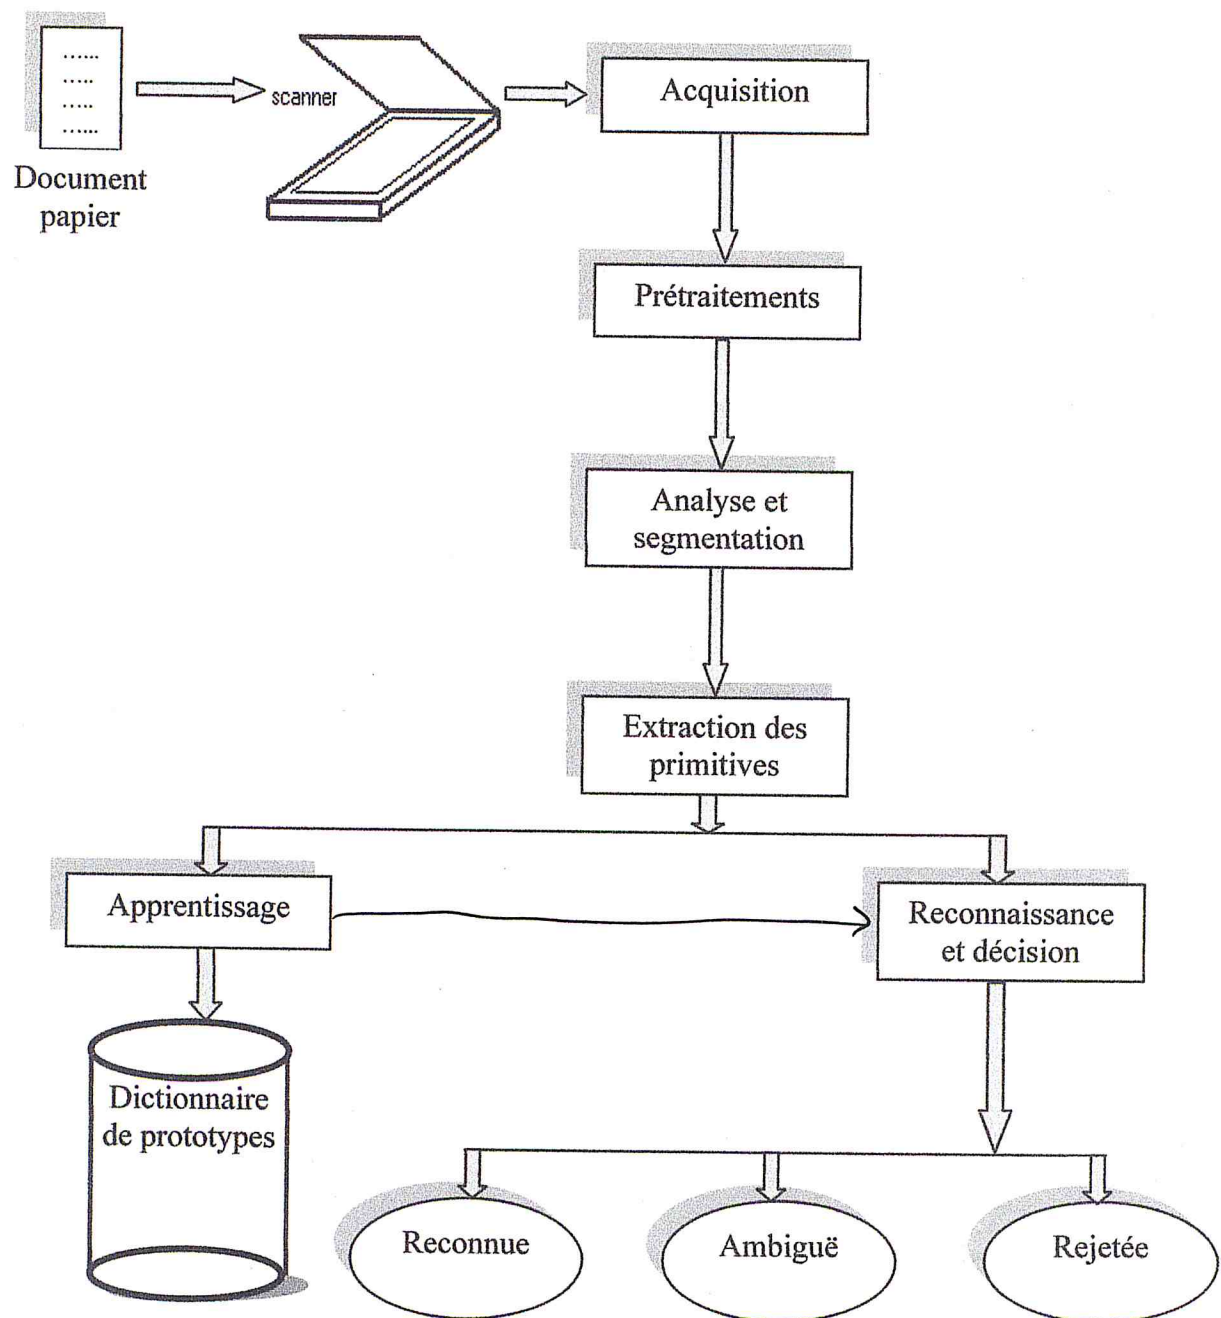 ......
....
....
......
scanner
Document
papier
Acquisition
Prétraitements
Analyse et
segmentation
Extraction des
primitives
Apprentissage
Reconnaissance
et décision
Dictionnaire
de prototypes
Reconnue
Ambiguë
Rejetée